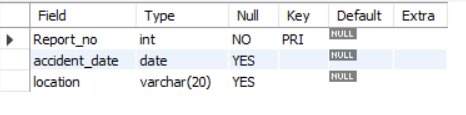 Field Type Null Key Default Extra
Report_no int NO PRI NULL
accident_date date YES NULL
location varchar(20) YES NULL